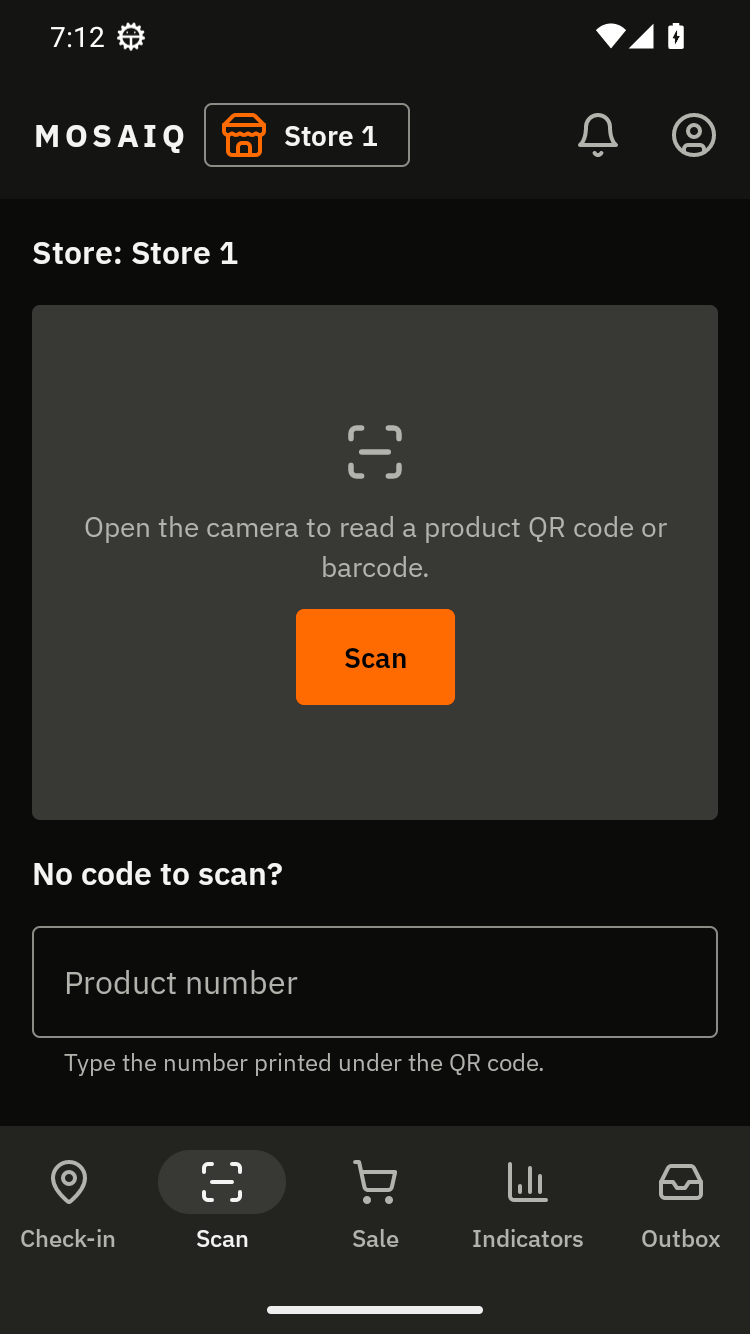 7:12
MOSAIQ
Store 1
Store: Store 1
Open the camera to read a product QR code or
barcode.
Scan
No code to scan?
Product number
Type the number printed under the QR code.
Check-in
Scan
Sale
Indicators
Outbox